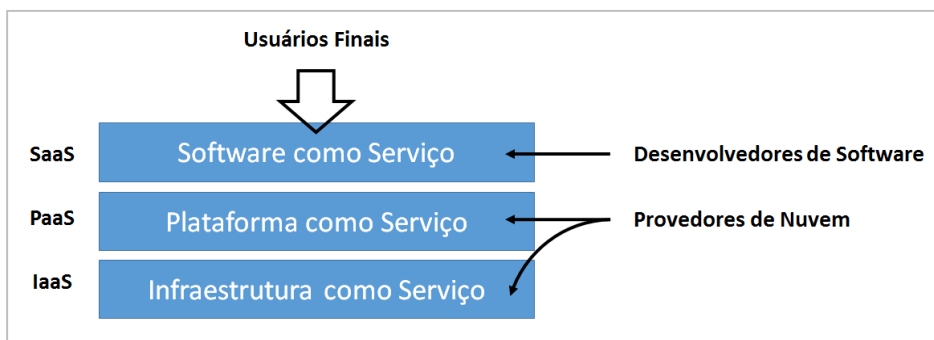 Usuários Finais
SaaS
Software como Serviço
Desenvolvedores de Software
PaaS
Plataforma como Serviço
Provedores de Nuvem
IaaS
Infraestrutura como Serviço